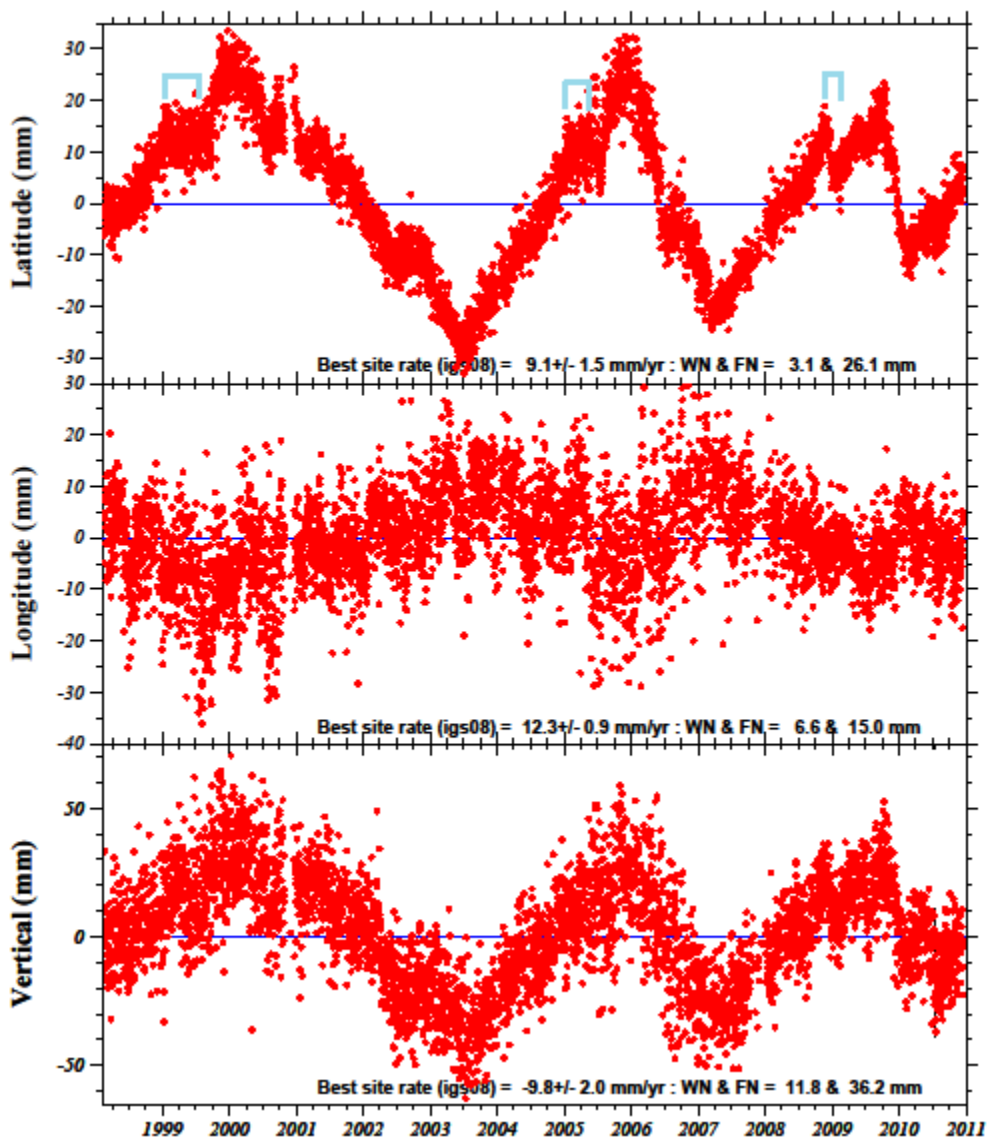 30
20
10
0
-10
-20
-30
Latitude (mm)
Best site rate (igs08) = 9.1+/- 1.5 mm/yr : WN & FN = 3.1 & 26.1 mm
30
20
10
0
-10
-20
-30
-40
Longitude (mm)
Best site rate (igs08) = 12.3+/- 0.9 mm/yr : WN & FN = 6.6 & 15.0 mm
50
0
-50
Vertical (mm)
Best site rate (igs08) = -9.8+/- 2.0 mm/yr : WN & FN = 11.8 & 36.2 mm
1999 2000 2001 2002 2003 2004 2005 2006 2007 2008 2009 2010 2011